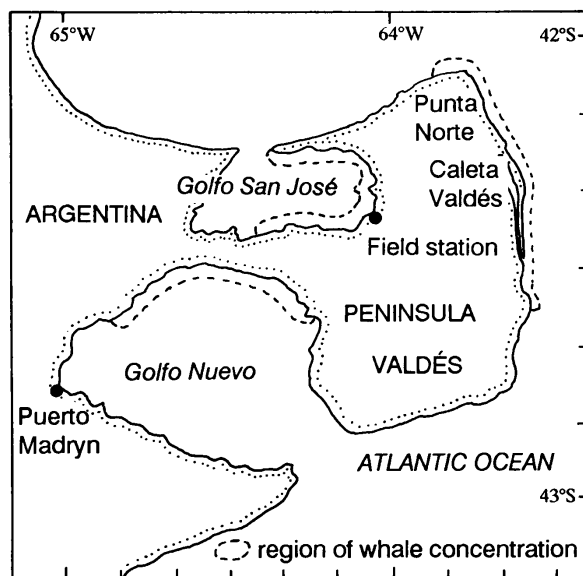 65°W
64°W
42°S
Punta
Norte
Caleta
Valdés
Golfo San José
ARGENTINA
Field station
PENINSULA
VALDÉS
Golfo Nuevo
Puerto
Madryn
ATLANTIC OCEAN
43°S
region of whale concentration